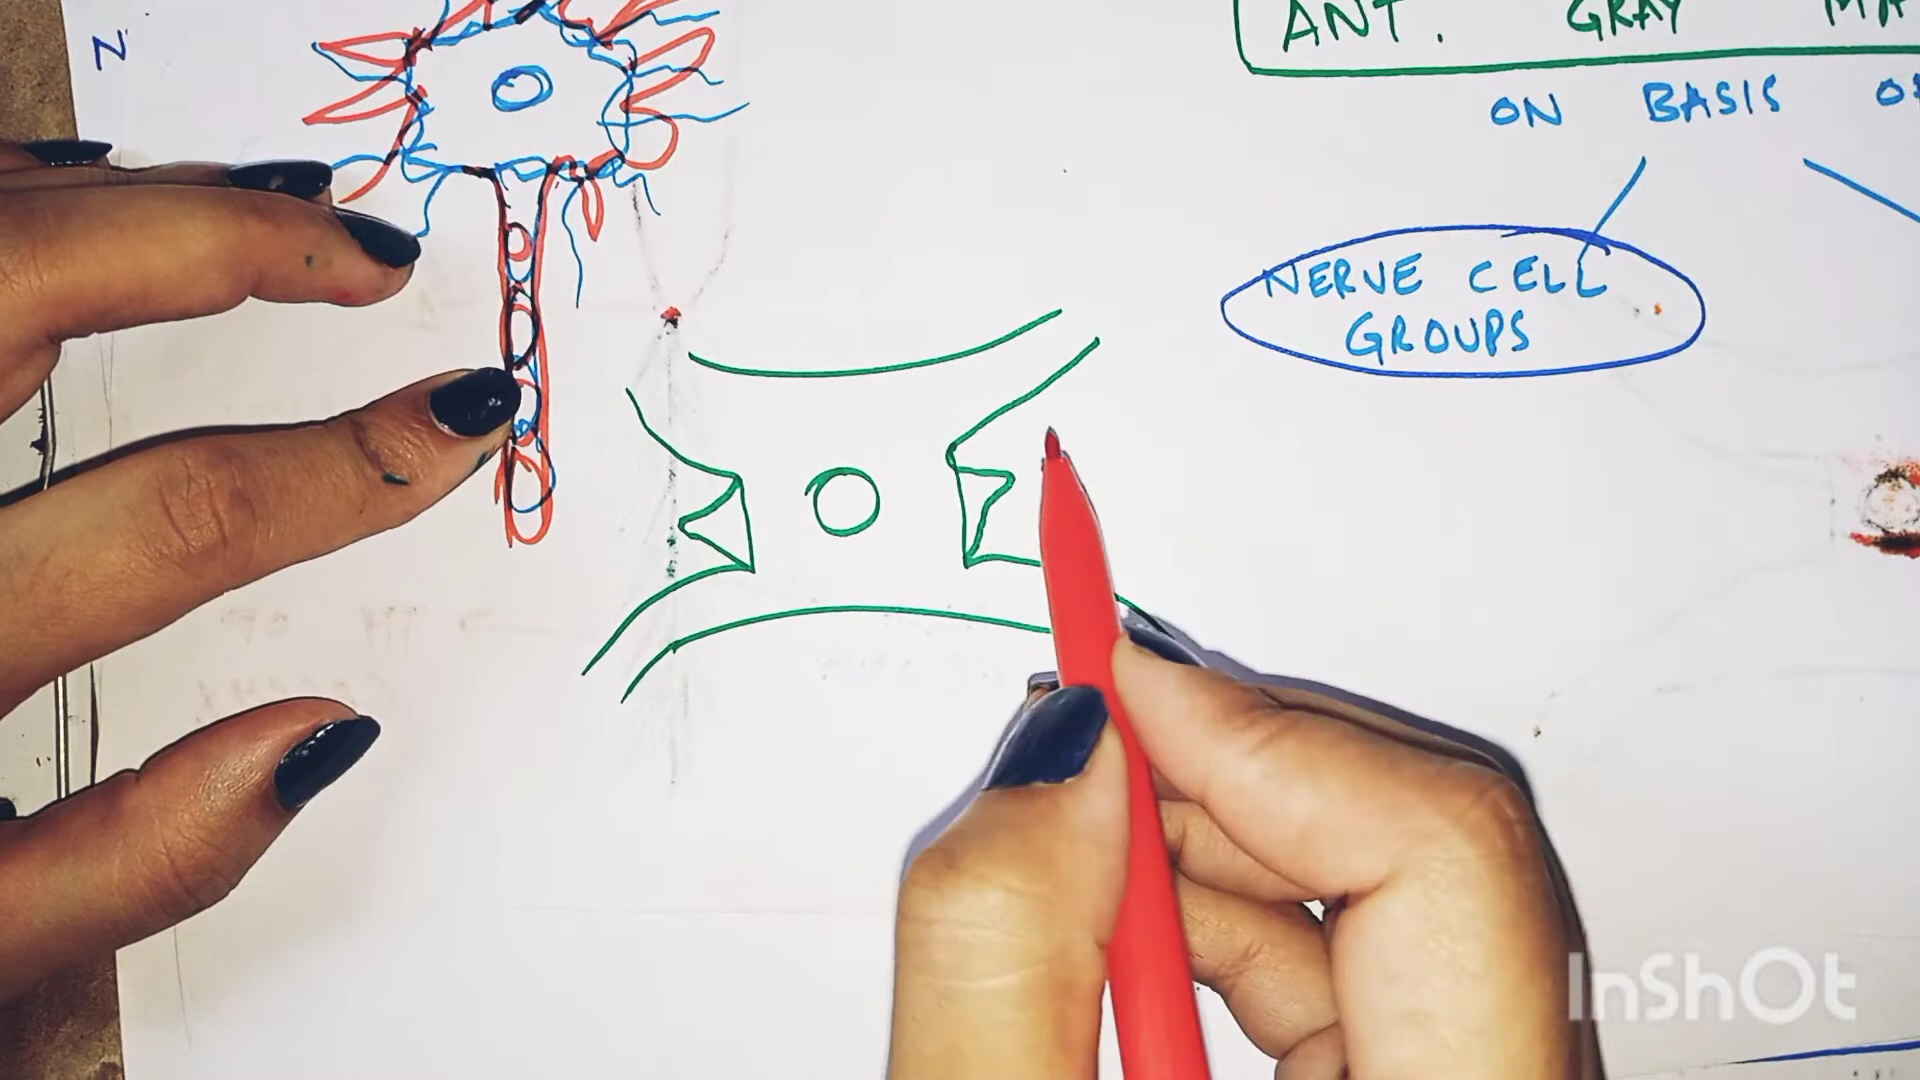 N
ANT. GRAY
ON BASIS
NERVE CELL
GROUPS
InShOt